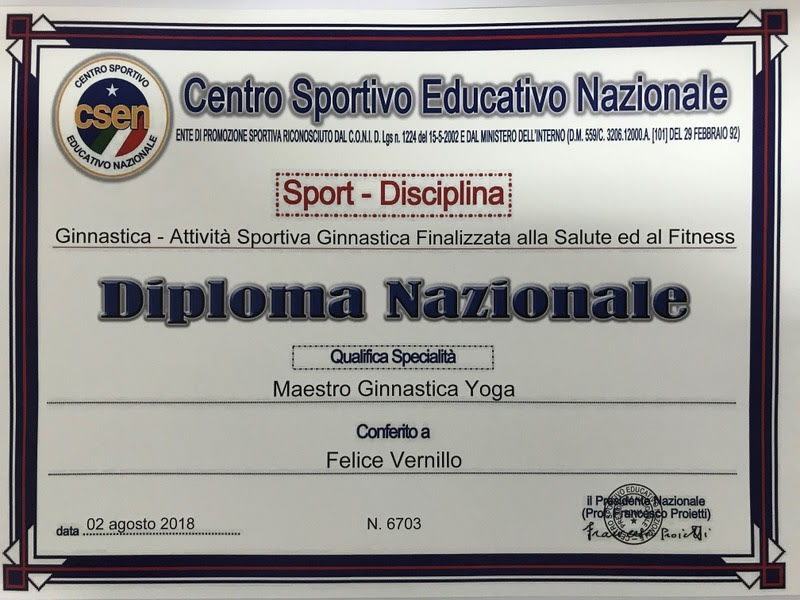 CENTRO SPORTIVO
csen
EDUCATIVO NAZIONALE
Centro Sportivo Educativo Nazionale
ENTE DI PROMOZIONE SPORTIVA RICONOSCIUTO DAL C.O.N.I. D. Lgs n. 1224 del 15-5-2002 E DAL MINISTERO DELL'INTERNO (D.M. 559/C. 3206.12000.A. [101] DEL 29 FEBBRAIO 92)
Sport - Disciplina
Ginnastica - Attività Sportiva Ginnastica Finalizzata alla Salute ed al Fitness
Diploma Nazionale
Qualifica Specialità
Maestro Ginnastica Yoga
Conferito a
Felice Vernillo
il Presidente Nazionale
(Prof. Francesco Proietti)
Francesco Proietti
data 02 agosto 2018
N. 6703